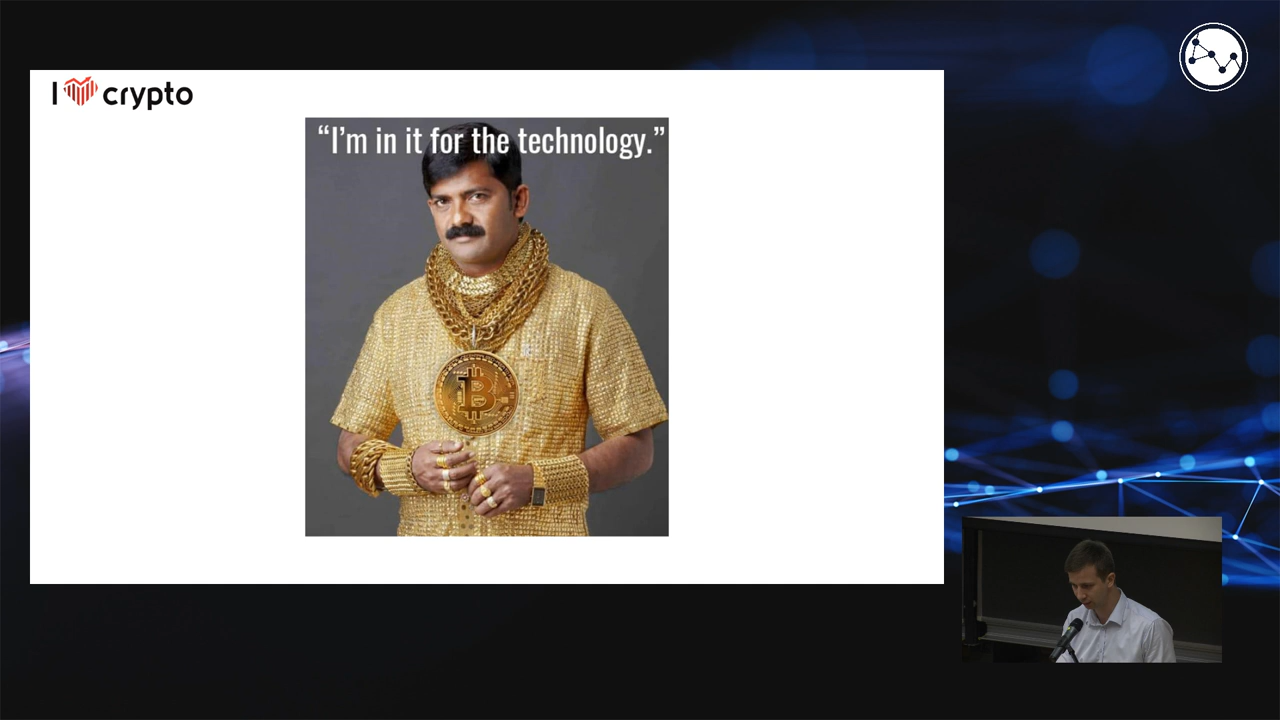 I crypto
“I’m in it for the technology.”
B